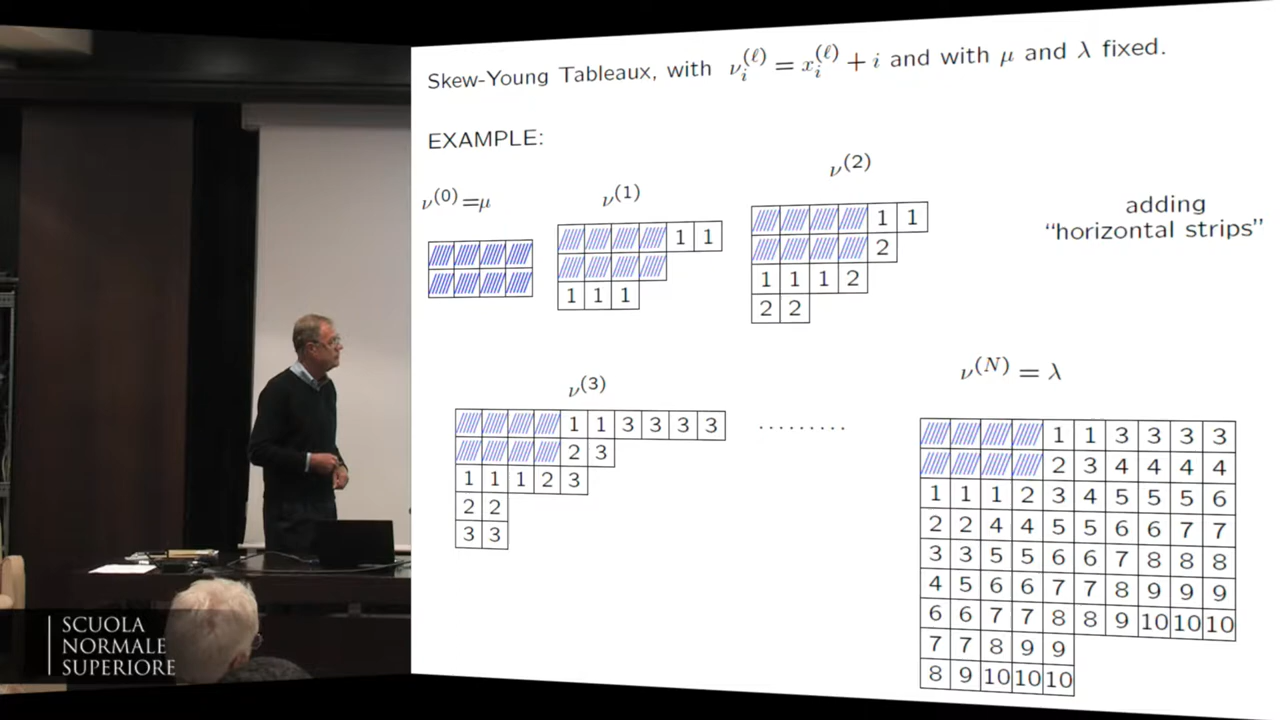 Skew-Young Tableaux, with ν_i^(ℓ) = x_i^(ℓ) + i and with μ and λ fixed.
EXAMPLE:
ν^(0) = μ
ν^(1)
1 1
1 1 1
ν^(2)
1 1
2
1 1 1 2
2 2
adding
“horizontal strips”
ν^(3)
1 1 3 3 3 3
2 3
1 1 1 2 3
2 2
3 3
.........
ν^(N) = λ
1 1 3 3 3 3
2 3 4 4 4 4
1 1 1 2 3 4 5 5 5 6
2 2 4 4 5 5 6 6 7 7
3 3 5 5 6 6 7 8 8 8
4 5 6 6 7 7 8 9 9 9
6 6 7 7 8 8 9 10 10 10
7 7 8 9 9
8 9 10 10 10
SCUOLA
NORMALE
SUPERIORE